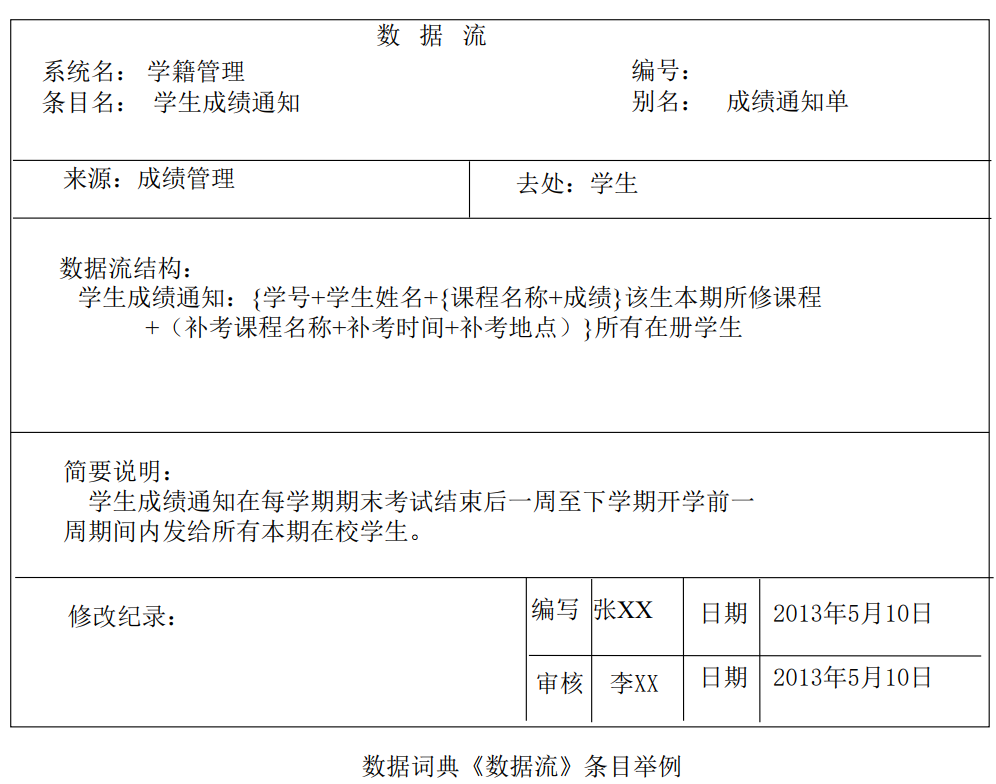 数 据 流
系统名： 学籍管理 编号：
条目名： 学生成绩通知 别名： 成绩通知单
来源：成绩管理 去处：学生
数据流结构：
学生成绩通知：{学号+学生姓名+{课程名称+成绩}该生本期所修课程
+（补考课程名称+补考时间+补考地点）}所有在册学生
简要说明：
学生成绩通知在每学期期末考试结束后一周至下学期开学前一
周期间内发给所有本期在校学生。
修改纪录： 编写 张XX 日期 2013年5月10日
审核 李XX 日期 2013年5月10日
数据词典《数据流》条目举例